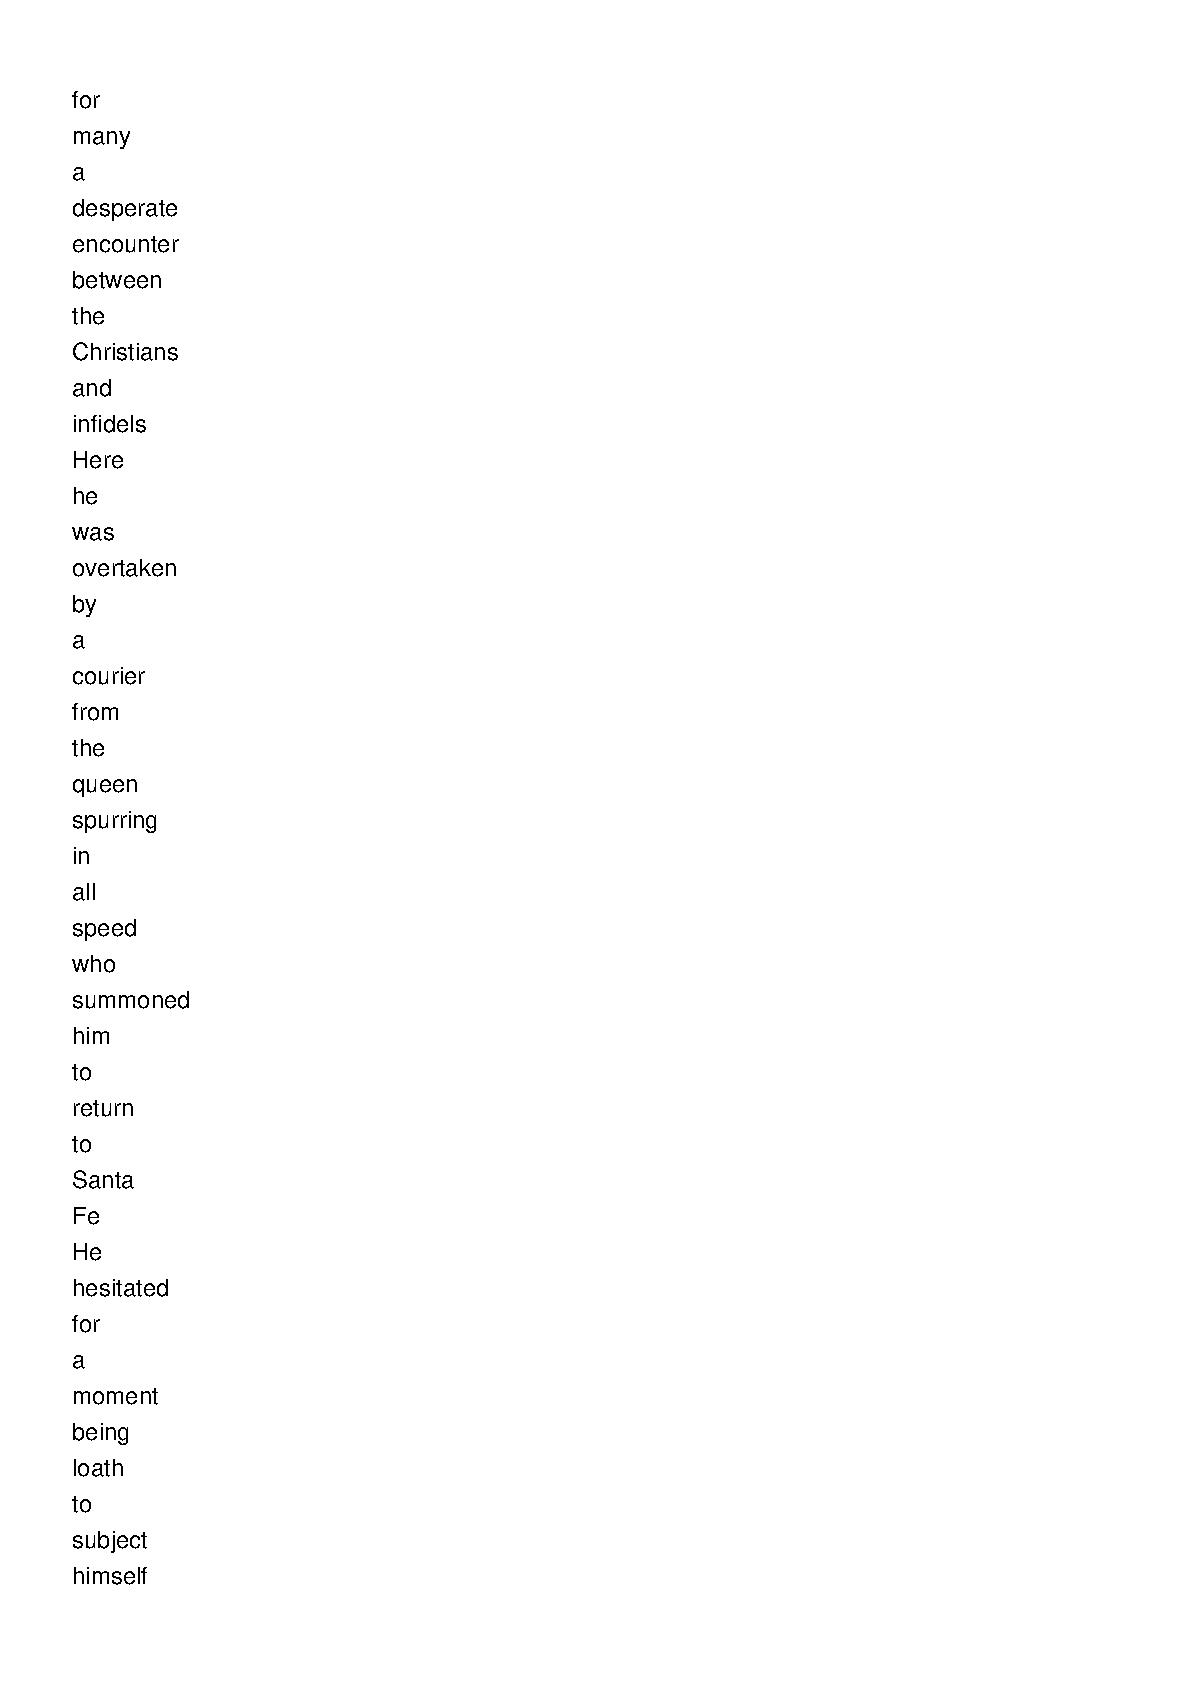 for
many
a
desperate
encounter
between
the
Christians
and
infidels
Here
he
was
overtaken
by
a
courier
from
the
queen
spurring
in
all
speed
who
summoned
him
to
return
to
Santa
Fe
He
hesitated
for
a
moment
being
loath
to
subject
himself